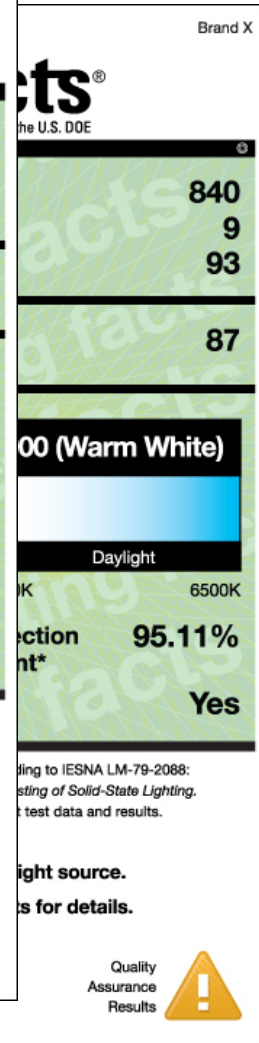 Brand X
cts®
the U.S. DOE
840
9
93
87
00 (Warm White)
Daylight
K 6500K
ection 95.11%
nt*
Yes
ding to IESNA LM-79-2088:
sting of Solid-State Lighting.
t test data and results.
ight source.
s for details.
Quality
Assurance
Results